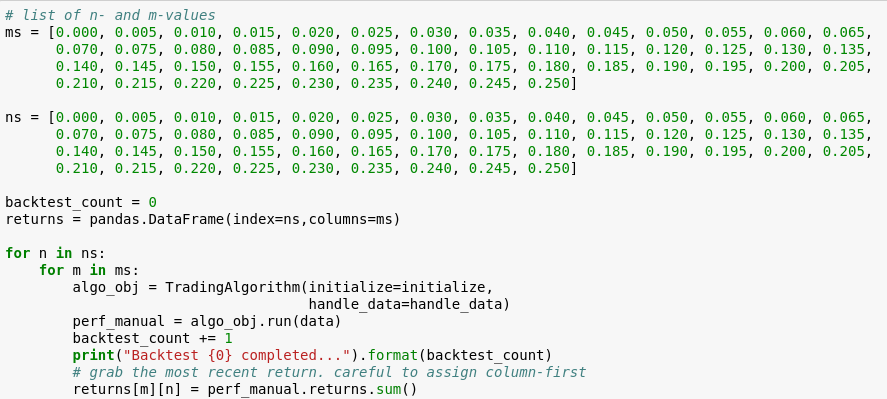 # list of n- and m-values
ms = [0.000, 0.005, 0.010, 0.015, 0.020, 0.025, 0.030, 0.035, 0.040, 0.045, 0.050, 0.055, 0.060, 0.065,
      0.070, 0.075, 0.080, 0.085, 0.090, 0.095, 0.100, 0.105, 0.110, 0.115, 0.120, 0.125, 0.130, 0.135,
      0.140, 0.145, 0.150, 0.155, 0.160, 0.165, 0.170, 0.175, 0.180, 0.185, 0.190, 0.195, 0.200, 0.205,
      0.210, 0.215, 0.220, 0.225, 0.230, 0.235, 0.240, 0.245, 0.250]

ns = [0.000, 0.005, 0.010, 0.015, 0.020, 0.025, 0.030, 0.035, 0.040, 0.045, 0.050, 0.055, 0.060, 0.065,
      0.070, 0.075, 0.080, 0.085, 0.090, 0.095, 0.100, 0.105, 0.110, 0.115, 0.120, 0.125, 0.130, 0.135,
      0.140, 0.145, 0.150, 0.155, 0.160, 0.165, 0.170, 0.175, 0.180, 0.185, 0.190, 0.195, 0.200, 0.205,
      0.210, 0.215, 0.220, 0.225, 0.230, 0.235, 0.240, 0.245, 0.250]

backtest_count = 0
returns = pandas.DataFrame(index=ns,columns=ms)

for n in ns:
    for m in ms:
        algo_obj = TradingAlgorithm(initialize=initialize,
                                    handle_data=handle_data)
        perf_manual = algo_obj.run(data)
        backtest_count += 1
        print("Backtest {0} completed...").format(backtest_count)
        # grab the most recent return. careful to assign column-first
        returns[m][n] = perf_manual.returns.sum()